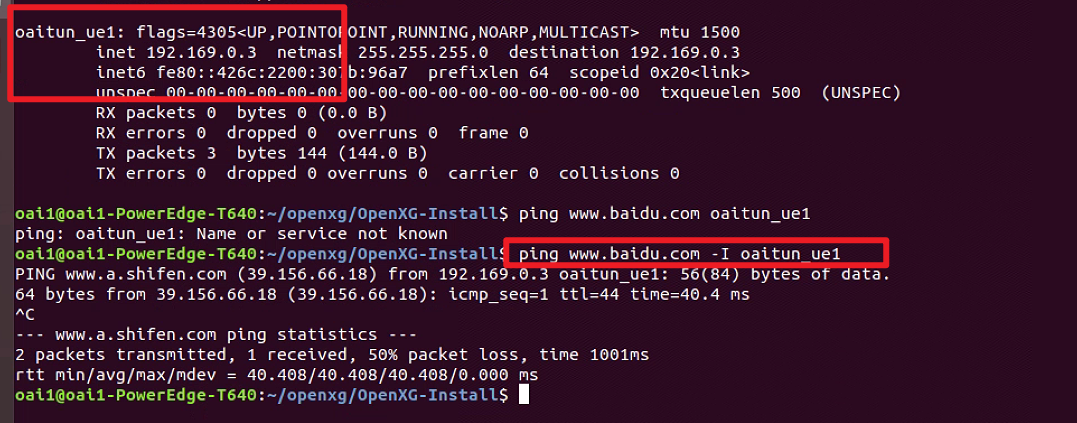 oaitun_ue1: flags=4305<UP,POINTOPOINT,RUNNING,NOARP,MULTICAST>  mtu 1500
        inet 192.169.0.3  netmask 255.255.255.0  destination 192.169.0.3
        inet6 fe80::426c:2200:307b:96a7  prefixlen 64  scopeid 0x20<link>
        unspec 00-00-00-00-00-00-00-00-00-00-00-00-00-00-00-00  txqueuelen 500  (UNSPEC)
        RX packets 0  bytes 0 (0.0 B)
        RX errors 0  dropped 0  overruns 0  frame 0
        TX packets 3  bytes 144 (144.0 B)
        TX errors 0  dropped 0 overruns 0  carrier 0  collisions 0
oai1@oai1-PowerEdge-T640:~/openxg/OpenXG-Install$ ping www.baidu.com oaitun_ue1
ping: oaitun_ue1: Name or service not known
oai1@oai1-PowerEdge-T640:~/openxg/OpenXG-Install$ ping www.baidu.com -I oaitun_ue1
PING www.a.shifen.com (39.156.66.18) from 192.169.0.3 oaitun_ue1: 56(84) bytes of data.
64 bytes from 39.156.66.18 (39.156.66.18): icmp_seq=1 ttl=44 time=40.4 ms
^C
--- www.a.shifen.com ping statistics ---
2 packets transmitted, 1 received, 50% packet loss, time 1001ms
rtt min/avg/max/mdev = 40.408/40.408/40.408/0.000 ms
oai1@oai1-PowerEdge-T640:~/openxg/OpenXG-Install$